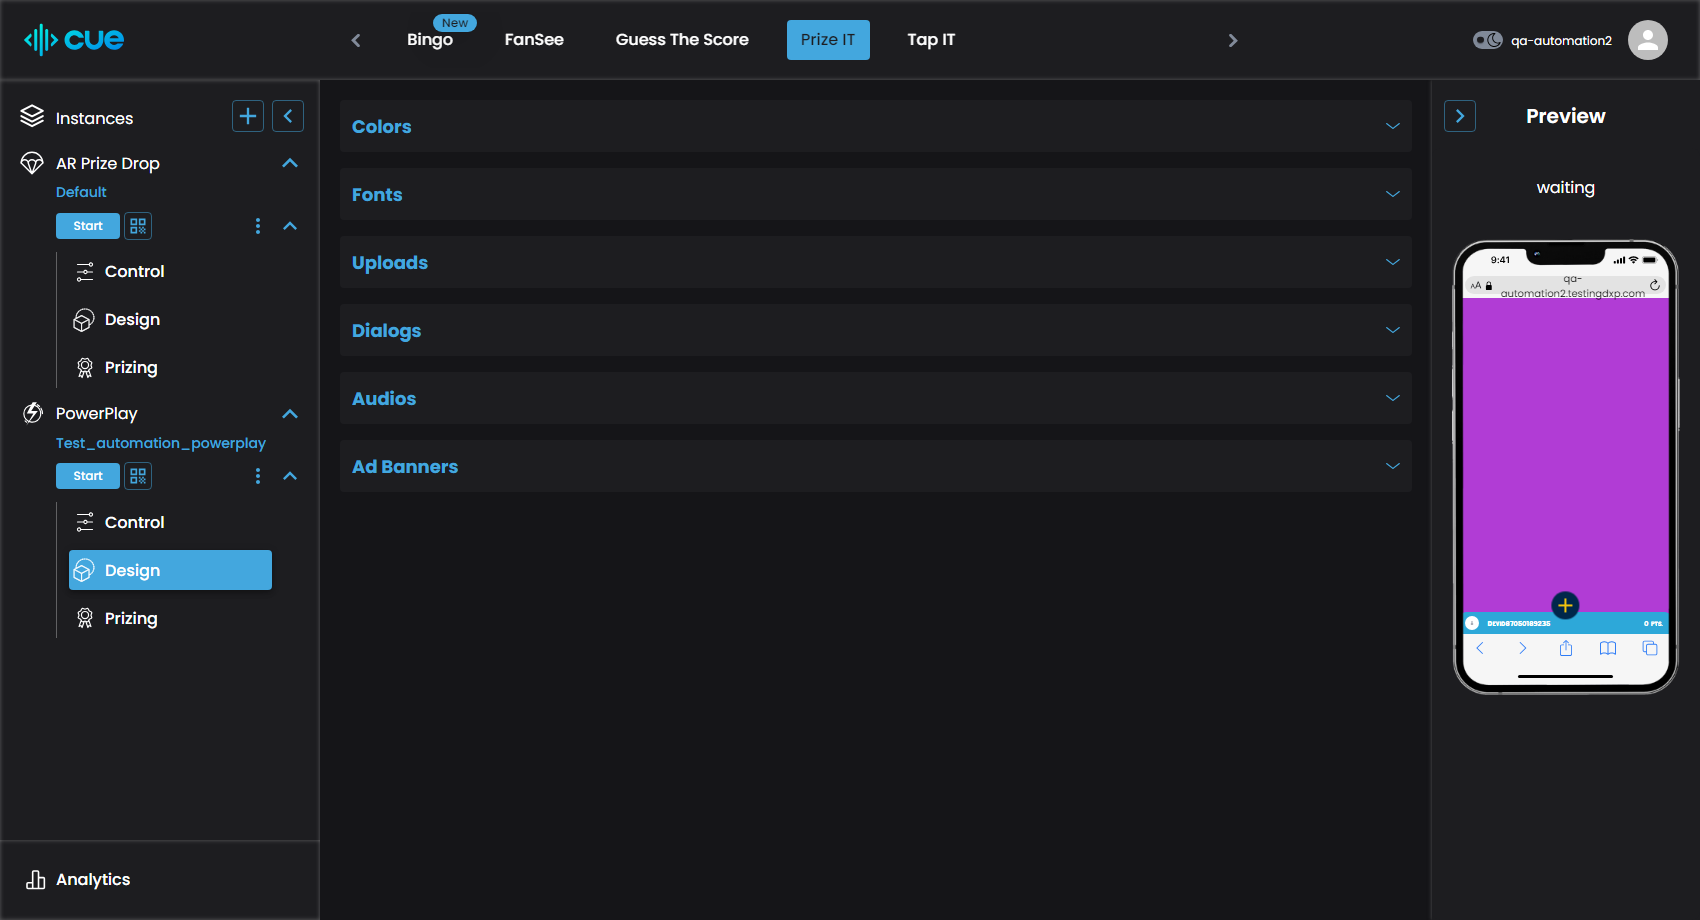 cue
Bingo
New
FanSee
Guess The Score
Prize IT
Tap IT
qa-automation2
Instances
AR Prize Drop
Default
Start
Control
Design
Prizing
PowerPlay
Test_automation_powerplay
Start
Control
Design
Prizing
Analytics
Colors
Fonts
Uploads
Dialogs
Audios
Ad Banners
Preview
waiting
9:41
AA
qa-
automation2.testingdxp.com
0 PTS.